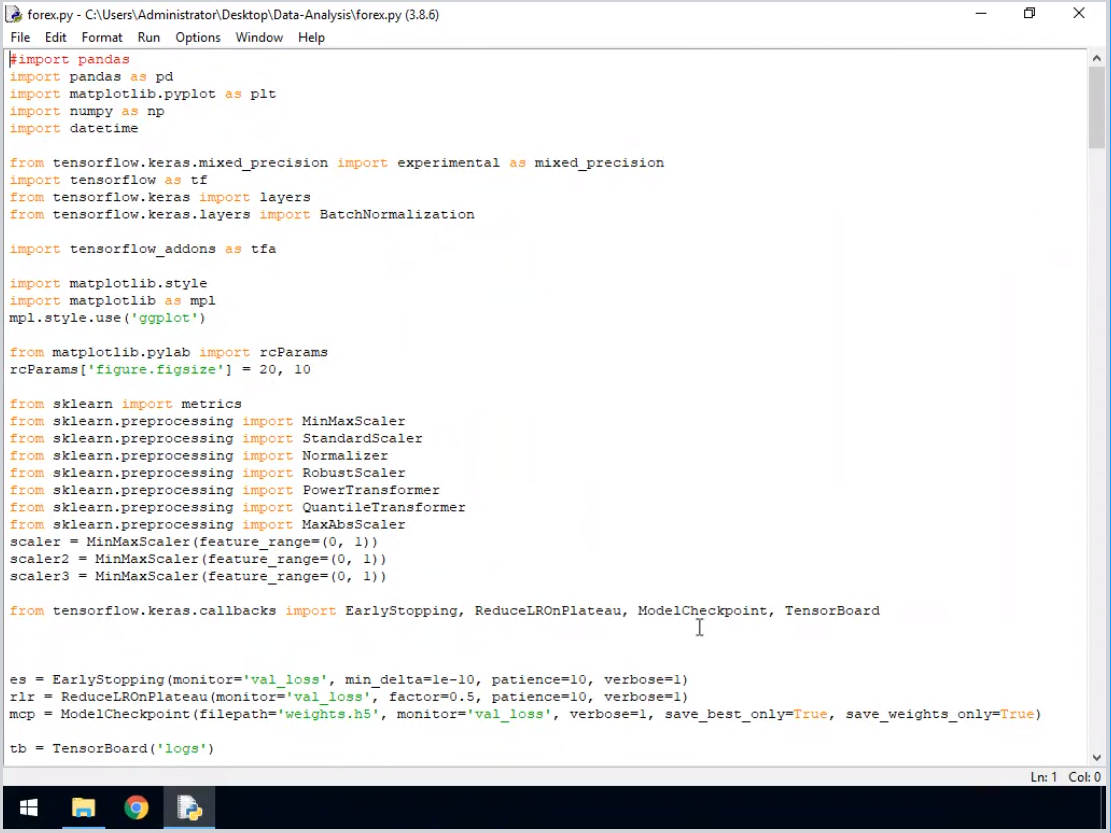 forex.py - C:\Users\Administrator\Desktop\Data-Analysis\forex.py (3.8.6)
File Edit Format Run Options Window Help
#import pandas
import pandas as pd
import matplotlib.pyplot as plt
import numpy as np
import datetime
from tensorflow.keras.mixed_precision import experimental as mixed_precision
import tensorflow as tf
from tensorflow.keras import layers
from tensorflow.keras.layers import BatchNormalization
import tensorflow_addons as tfa
import matplotlib.style
import matplotlib as mpl
mpl.style.use('ggplot')
from matplotlib.pylab import rcParams
rcParams['figure.figsize'] = 20, 10
from sklearn import metrics
from sklearn.preprocessing import MinMaxScaler
from sklearn.preprocessing import StandardScaler
from sklearn.preprocessing import Normalizer
from sklearn.preprocessing import RobustScaler
from sklearn.preprocessing import PowerTransformer
from sklearn.preprocessing import QuantileTransformer
from sklearn.preprocessing import MaxAbsScaler
scaler = MinMaxScaler(feature_range=(0, 1))
scaler2 = MinMaxScaler(feature_range=(0, 1))
scaler3 = MinMaxScaler(feature_range=(0, 1))
from tensorflow.keras.callbacks import EarlyStopping, ReduceLROnPlateau, ModelCheckpoint, TensorBoard
es = EarlyStopping(monitor='val_loss', min_delta=1e-10, patience=10, verbose=1)
rlr = ReduceLROnPlateau(monitor='val_loss', factor=0.5, patience=10, verbose=1)
mcp = ModelCheckpoint(filepath='weights.h5', monitor='val_loss', verbose=1, save_best_only=True, save_weights_only=True)
tb = TensorBoard('logs')
Ln: 1 Col: 0